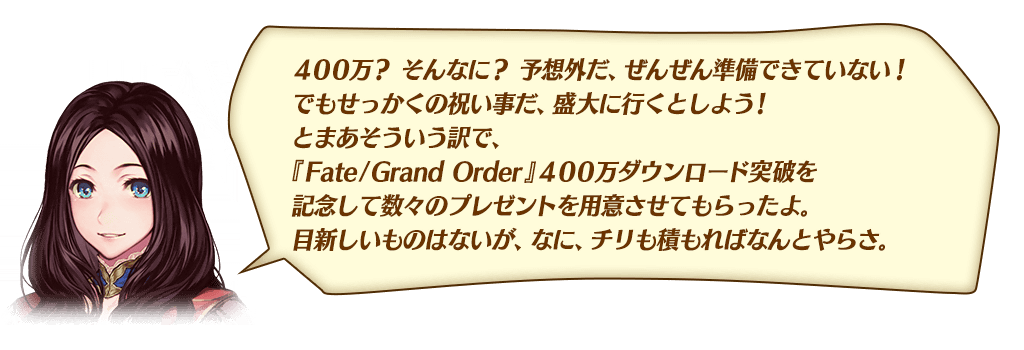 400万？ そんなに？ 予想外だ、ぜんぜん準備できていない！
でもせっかくの祝い事だ、盛大に行くとしよう！
とまあそういう訳で、
『Fate/Grand Order』400万ダウンロード突破を
記念して数々のプレゼントを用意させてもらったよ。
目新しいものはないが、なに、チリも積もればなんとやらさ。